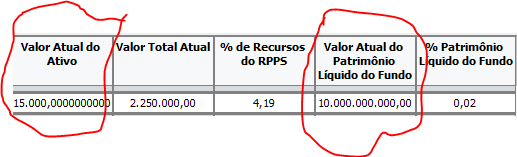 Valor Atual do
Ativo
Valor Total Atual
% de Recursos
do RPPS
Valor Atual do
Patrimônio
Líquido do Fundo
% Patrimônio
Líquido do Fundo
15.000,0000000000
2.250.000,00
4,19
10.000.000.000,00
0,02